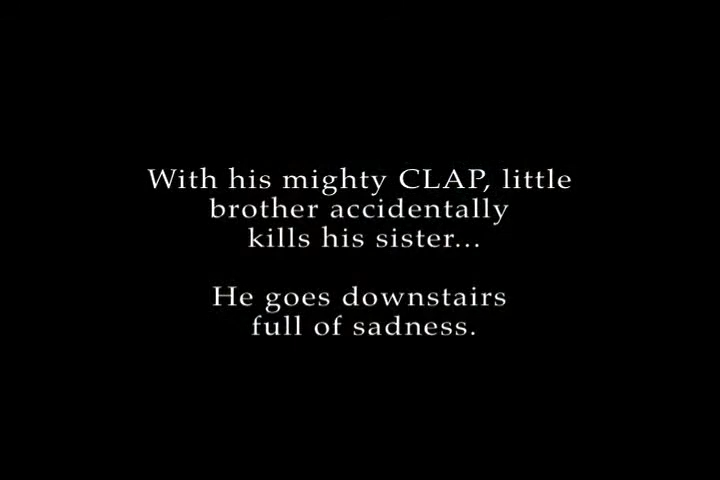 With his mighty CLAP, little
brother accidentally
kills his sister...
He goes downstairs
full of sadness.